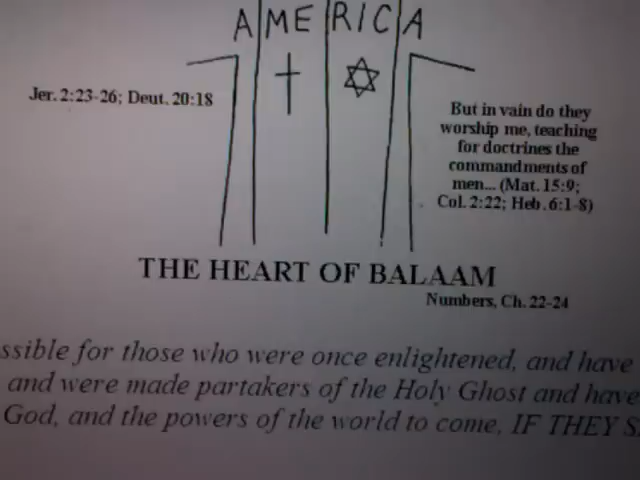 AMERICA
Jer. 2:23-26; Deut. 20:18
But in vain do they
worship me, teaching
for doctrines the
commandments of
men... (Mat. 15:9;
Col. 2:22; Heb. 6:1-8)
THE HEART OF BALAAM
Numbers, Ch. 22-24
ssible for those who were once enlightened, and have
and were made partakers of the Holy Ghost and have
God, and the powers of the world to come, IF THEY